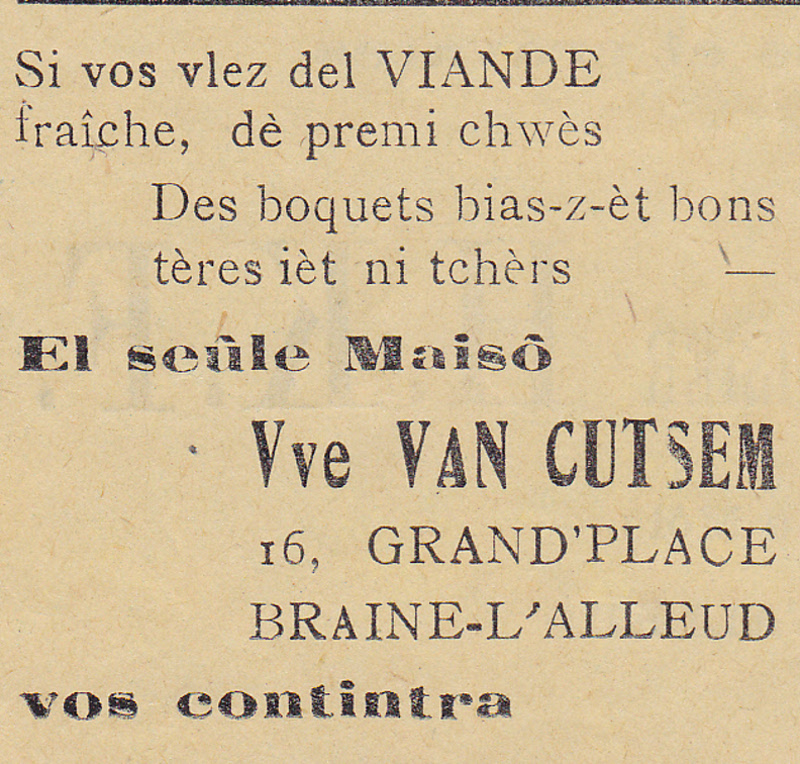 Si vos vlez del VIANDE
fraîche, dè premi chwès
Des boquets bias-z-èt bons
tères ièt ni tchèrs —
El seûle Maisô
Vve VAN CUTSEM
16, GRAND'PLACE
BRAINE-L'ALLEUD
vos contintra